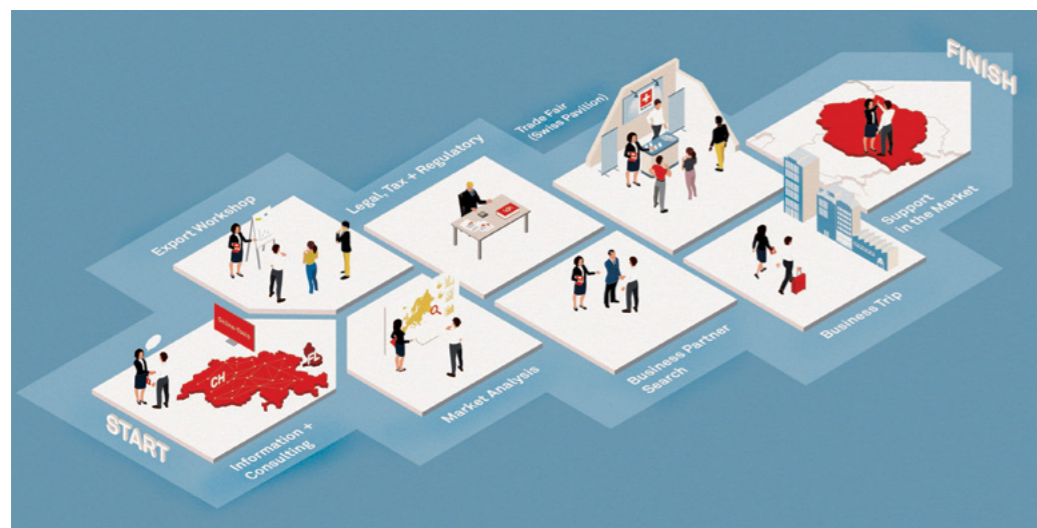 START
Information +
Consulting
CH
FL
Export Workshop
Market Analysis
Legal, Tax + Regulatory
Business Partner
Search
Trade Fair
(Swiss Pavilion)
Business Trip
Support
in the Market
FINISH